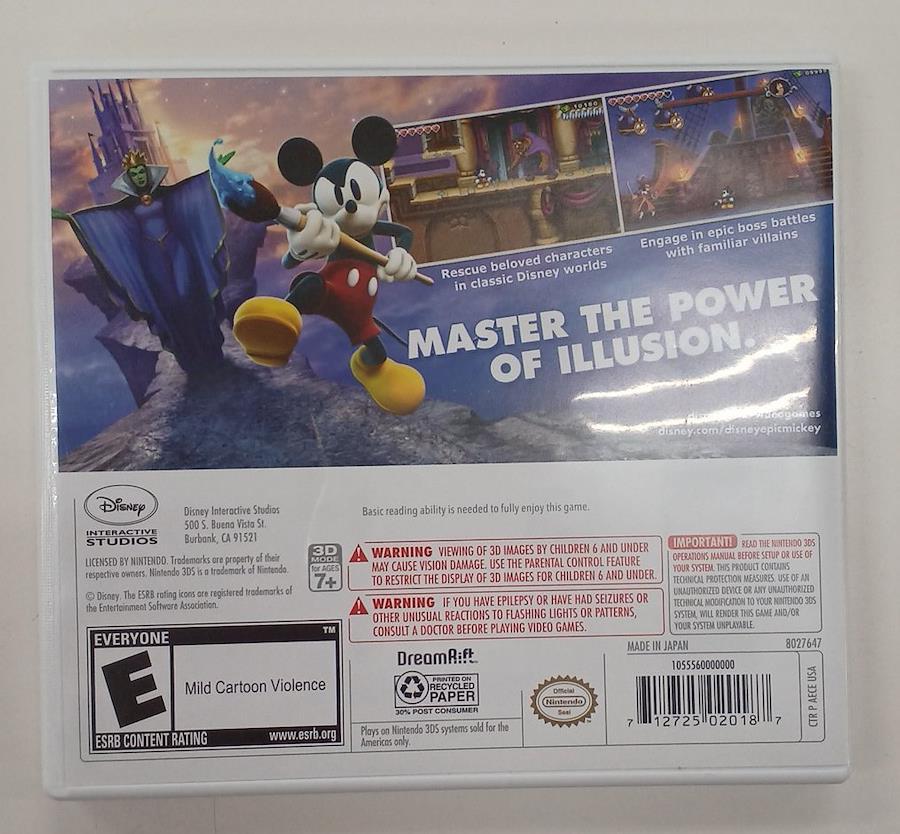 10180
Rescue beloved characters
in classic Disney worlds
Engage in epic boss battles
with familiar villains
MASTER THE POWER
OF ILLUSION.
disney.com/disneyepicmickey
Disney
INTERACTIVE
STUDIOS
Disney Interactive Studios
500 S. Buena Vista St.
Burbank, CA 91521
LICENSED BY NINTENDO. Trademarks are property of their
respective owners. Nintendo 3DS is a trademark of Nintendo.
© Disney. The ESRB rating icons are registered trademarks of
the Entertainment Software Association.
Basic reading ability is needed to fully enjoy this game.
3D
MODE
for AGES
7+
WARNING VIEWING OF 3D IMAGES BY CHILDREN 6 AND UNDER
MAY CAUSE VISION DAMAGE. USE THE PARENTAL CONTROL FEATURE
TO RESTRICT THE DISPLAY OF 3D IMAGES FOR CHILDREN 6 AND UNDER.
WARNING IF YOU HAVE EPILEPSY OR HAVE HAD SEIZURES OR
OTHER UNUSUAL REACTIONS TO FLASHING LIGHTS OR PATTERNS,
CONSULT A DOCTOR BEFORE PLAYING VIDEO GAMES.
IMPORTANT! READ THE NINTENDO 3DS
OPERATIONS MANUAL BEFORE SETUP OR USE OF
YOUR SYSTEM. THIS PRODUCT CONTAINS
TECHNICAL PROTECTION MEASURES. USE OF AN
UNAUTHORIZED DEVICE OR ANY UNAUTHORIZED
TECHNICAL MODIFICATION TO YOUR NINTENDO 3DS
SYSTEM, WILL RENDER THIS GAME AND/OR
YOUR SYSTEM UNPLAYABLE.
EVERYONE TM
E
Mild Cartoon Violence
ESRB CONTENT RATING www.esrb.org
DreamRift
PRINTED ON
RECYCLED
PAPER
30% POST CONSUMER
Plays on Nintendo 3DS systems sold for the
Americas only.
Official
Nintendo
Seal
MADE IN JAPAN 8027647
1055560000000
7 12725 02018 7
CTR P AECE USA